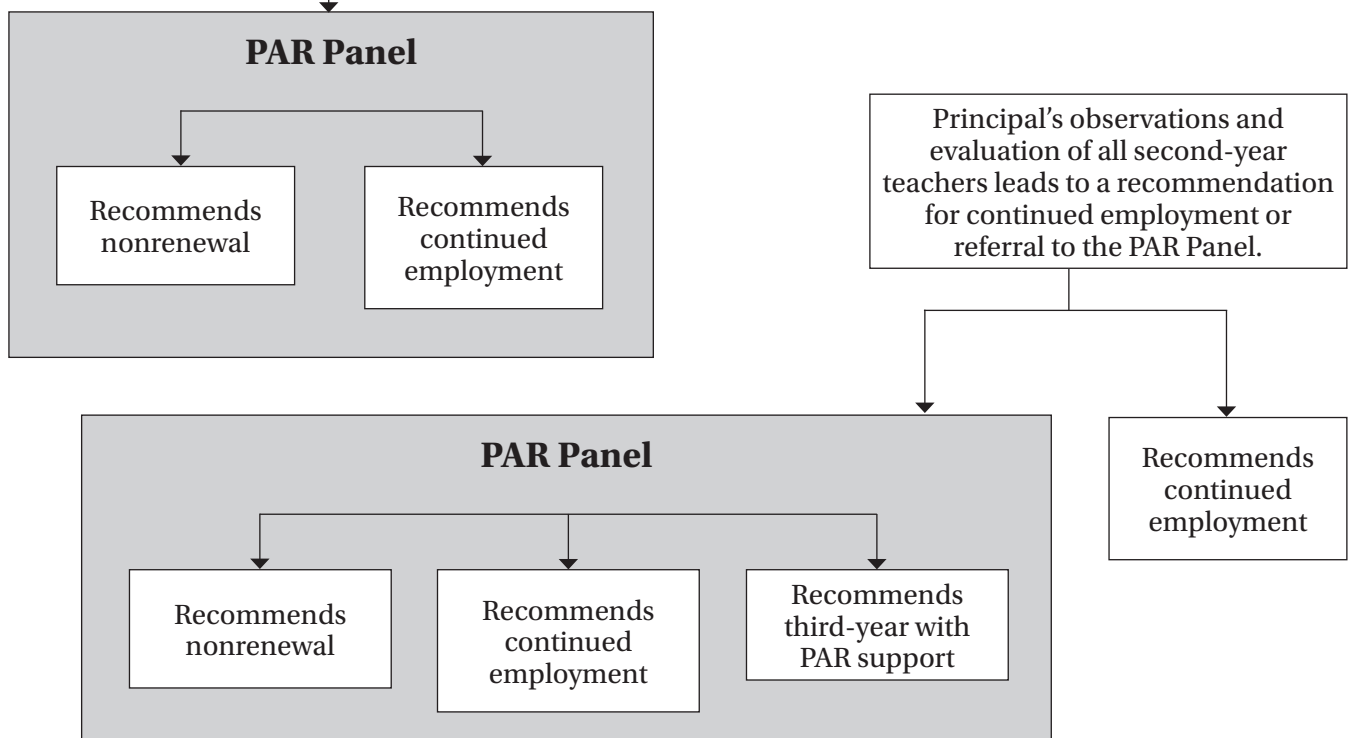 PAR Panel
Recommends
nonrenewal
Recommends
continued
employment
Principal’s observations and
evaluation of all second-year
teachers leads to a recommendation
for continued employment or
referral to the PAR Panel.
PAR Panel
Recommends
nonrenewal
Recommends
continued
employment
Recommends
third-year with
PAR support
Recommends
continued
employment